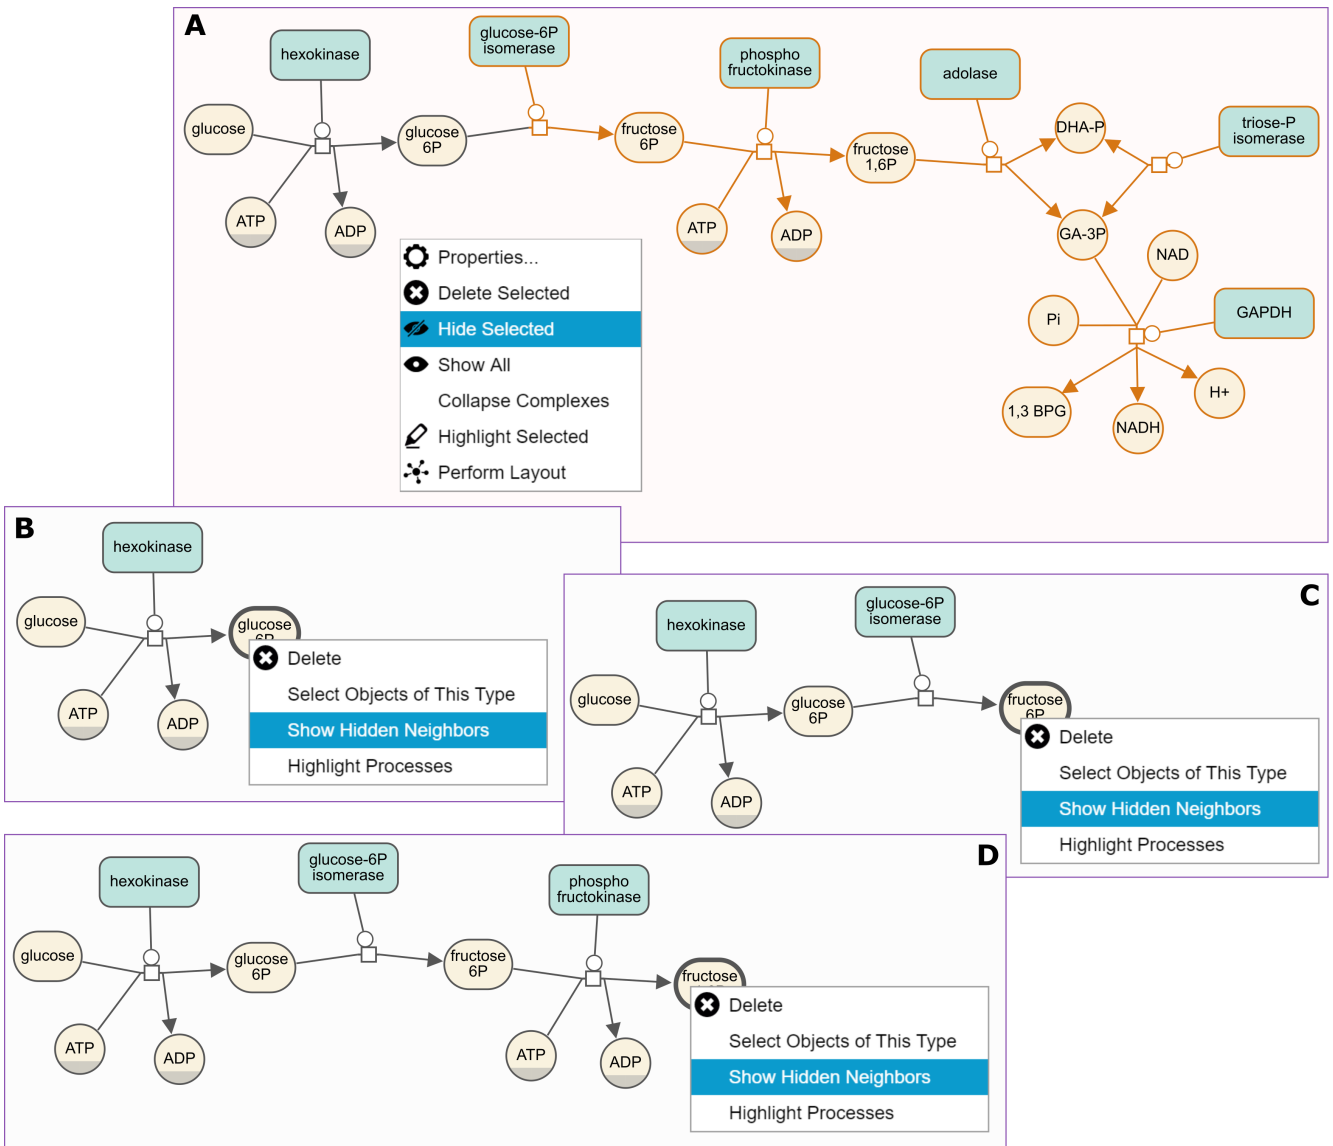 A
hexokinase
glucose-6P
isomerase
phospho
fructokinase
adolase
triose-P
isomerase
glucose
glucose
6P
fructose
6P
fructose
1,6P
DHA-P
GA-3P
ATP
ADP
ATP
ADP
NAD
Pi
GAPDH
1,3 BPG
NADH
H+
Properties...
Delete Selected
Hide Selected
Show All
Collapse Complexes
Highlight Selected
Perform Layout
B
hexokinase
glucose
glucose
6P
ATP
ADP
Delete
Select Objects of This Type
Show Hidden Neighbors
Highlight Processes
C
hexokinase
glucose-6P
isomerase
glucose
glucose
6P
fructose
6P
ATP
ADP
Delete
Select Objects of This Type
Show Hidden Neighbors
Highlight Processes
D
hexokinase
glucose-6P
isomerase
phospho
fructokinase
glucose
glucose
6P
fructose
6P
fructose
ATP
ADP
ATP
ADP
Delete
Select Objects of This Type
Show Hidden Neighbors
Highlight Processes